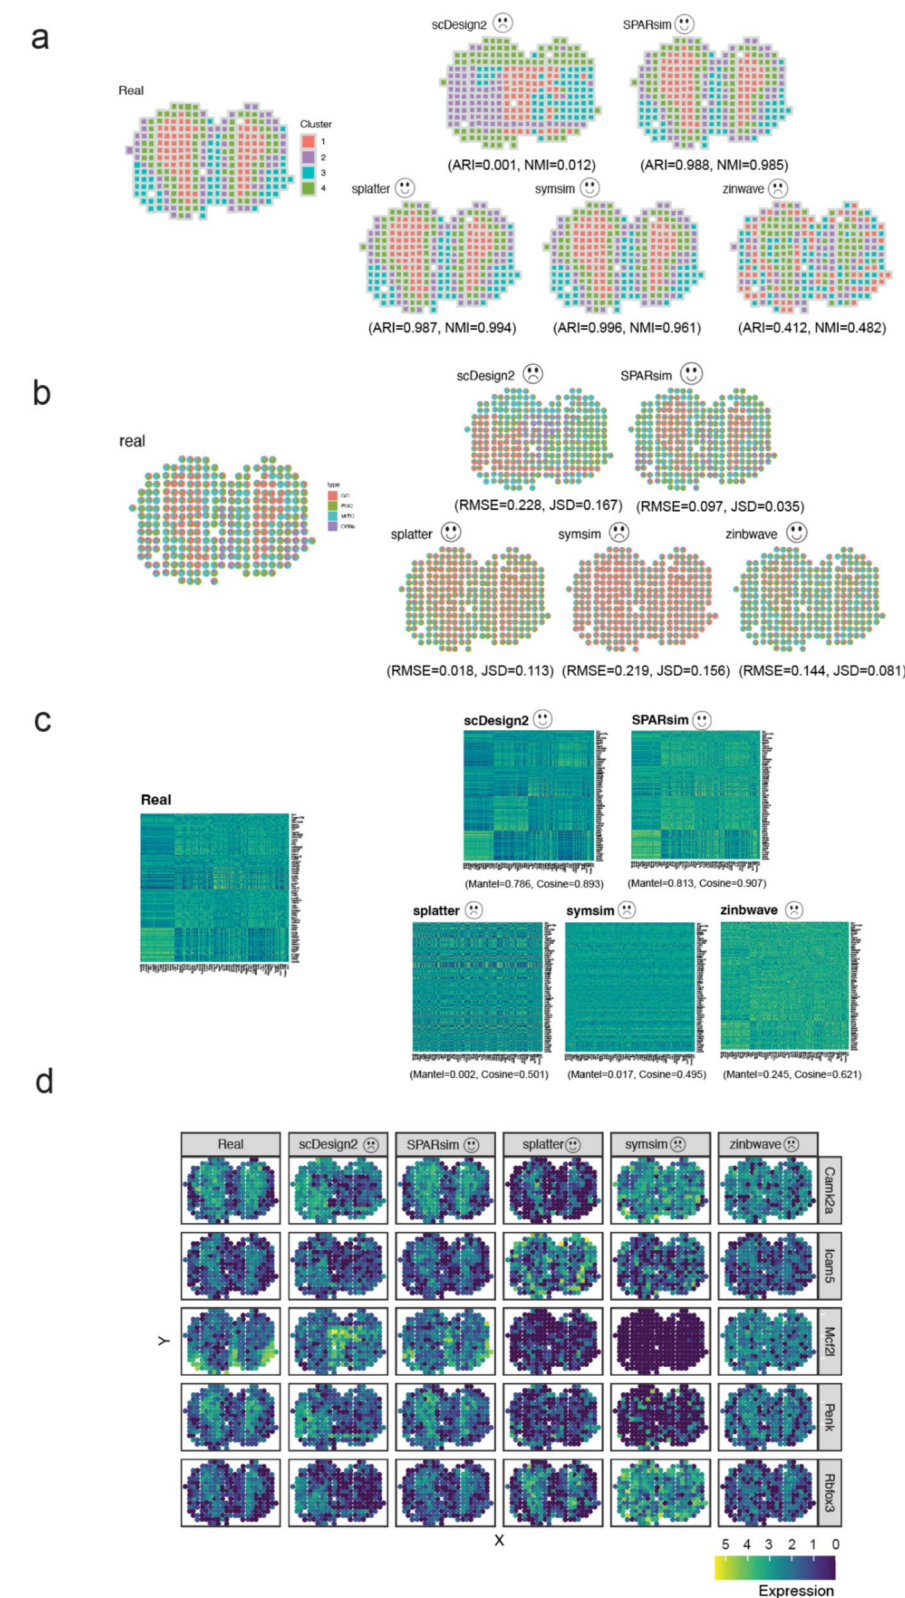 a
Real
Cluster
1
2
3
4
scDesign2
SPARsim
(ARI=0.001, NMI=0.012)
(ARI=0.988, NMI=0.985)
splatter
symsim
zinwave
(ARI=0.987, NMI=0.994)
(ARI=0.996, NMI=0.961)
(ARI=0.412, NMI=0.482)
b
real
type
GC
M/TC
OSNs
scDesign2
SPARsim
(RMSE=0.228, JSD=0.167)
(RMSE=0.097, JSD=0.035)
splatter
symsim
zinbwave
(RMSE=0.018, JSD=0.113)
(RMSE=0.219, JSD=0.156)
(RMSE=0.144, JSD=0.081)
c
Real
scDesign2
SPARsim
(Mantel=0.786, Cosine=0.893)
(Mantel=0.813, Cosine=0.907)
splatter
symsim
zinbwave
(Mantel=0.002, Cosine=0.501)
(Mantel=0.017, Cosine=0.495)
(Mantel=0.245, Cosine=0.621)
d
Real
scDesign2
SPARsim
splatter
symsim
zinbwave
Camk2a
Icam5
Mcf2l
Penk
Rbfox3
Y
X
5 4 3 2 1 0
Expression